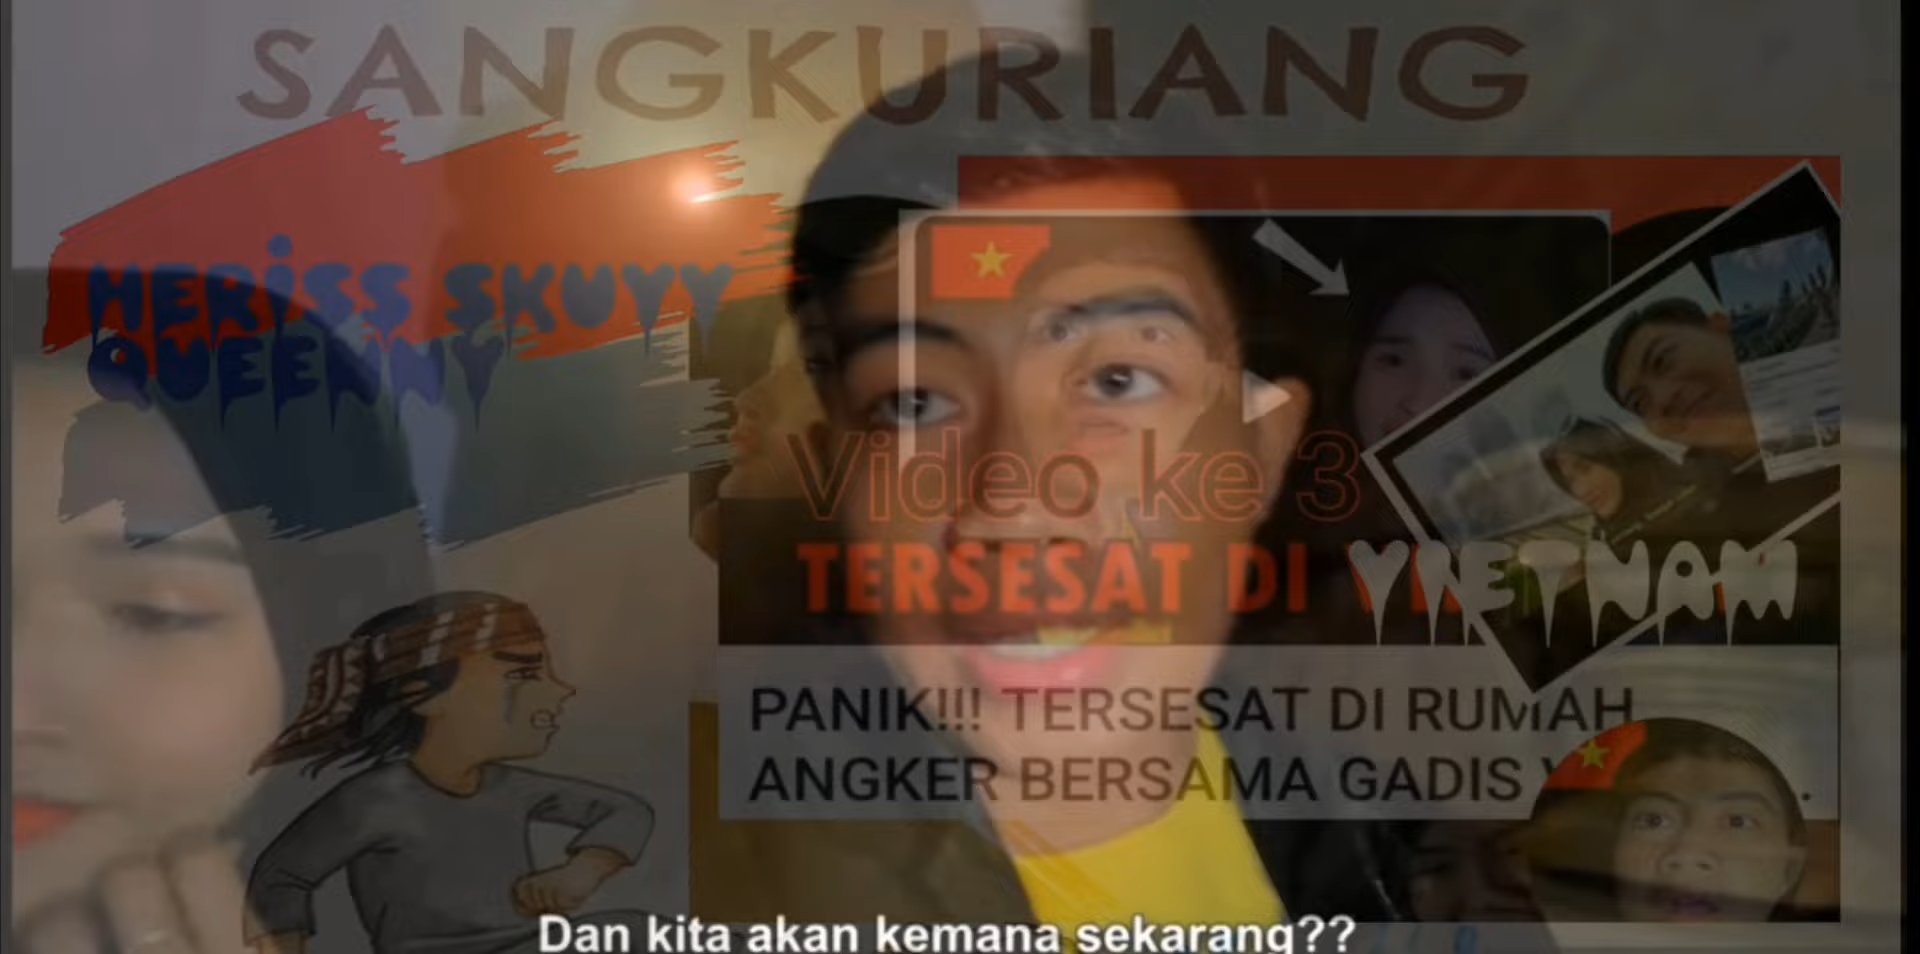 SANGKURIANG
HERISS SKUYY
QUEENNY
Video ke 3
TERSESAT DI VIETNAM
PANIK!!! TERSESAT DI RUMAH
ANGKER BERSAMA GADIS
Dan kita akan kemana sekarang??